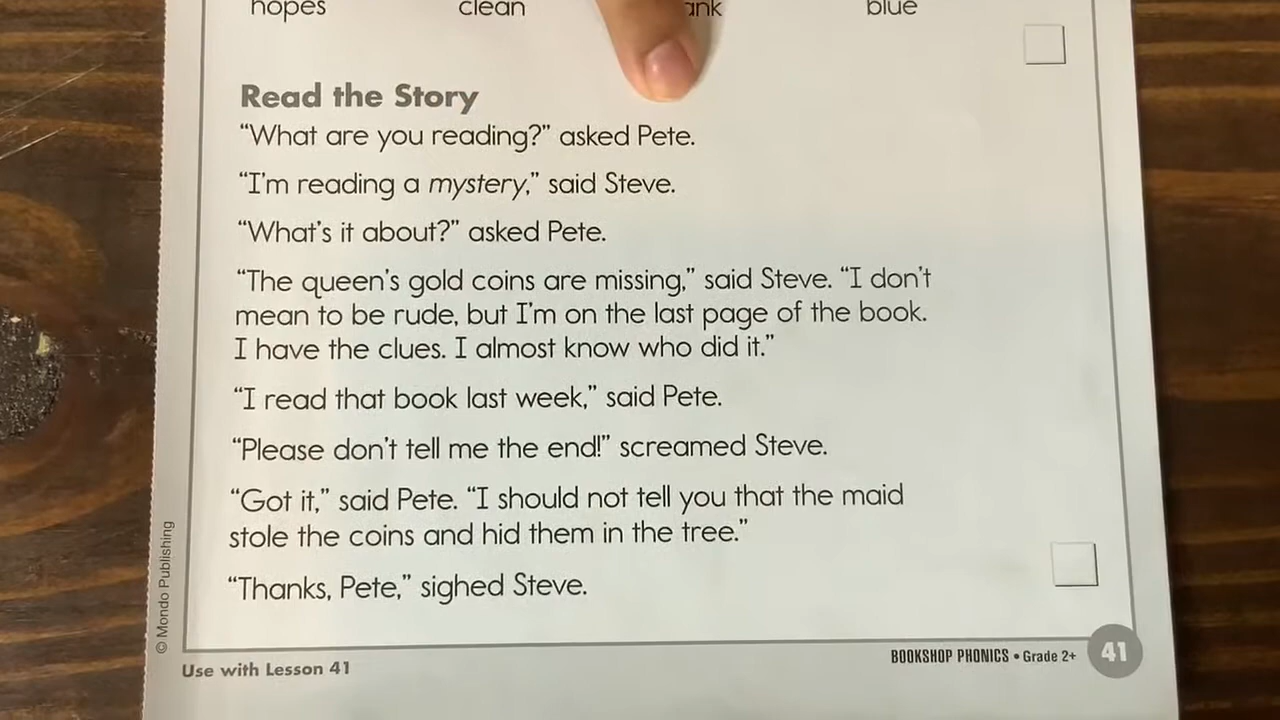 hopes clean blue
Read the Story
“What are you reading?” asked Pete.
“I'm reading a mystery,” said Steve.
“What's it about?” asked Pete.
“The queen's gold coins are missing,” said Steve. “I don't
mean to be rude, but I'm on the last page of the book.
I have the clues. I almost know who did it.”
“I read that book last week,” said Pete.
“Please don't tell me the end!” screamed Steve.
“Got it,” said Pete. “I should not tell you that the maid
stole the coins and hid them in the tree.”
“Thanks, Pete,” sighed Steve.
© Mondo Publishing
Use with Lesson 41
BOOKSHOP PHONICS • Grade 2+ 41